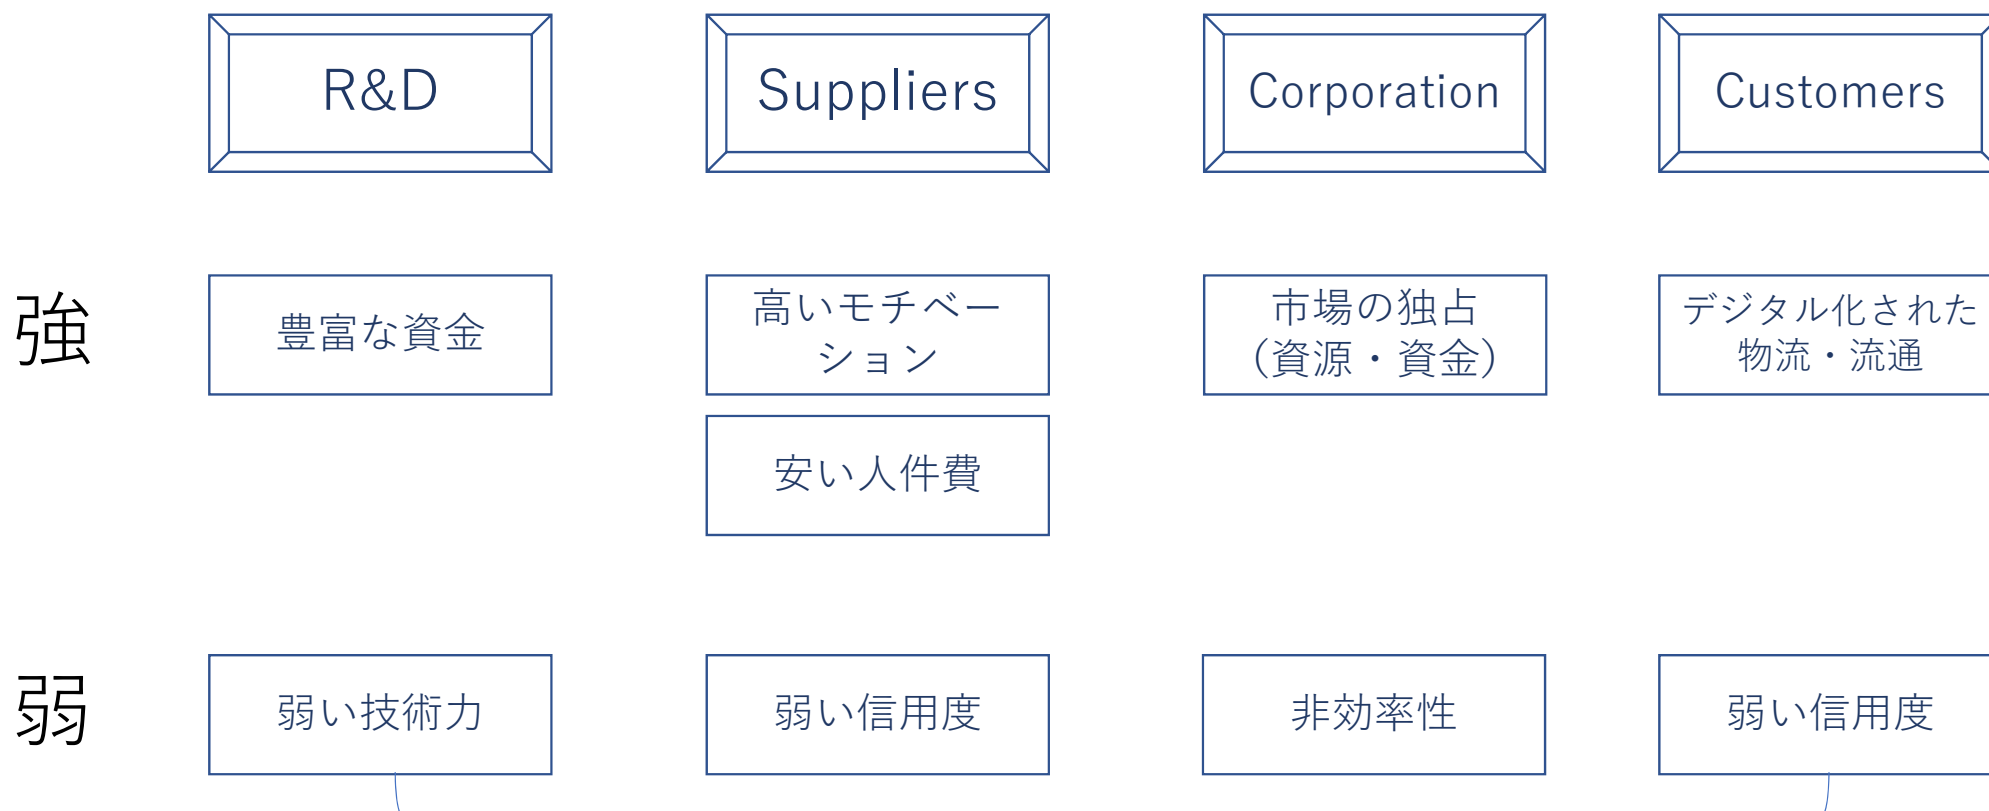 R&D
Suppliers
Corporation
Customers
強
豊富な資金
高いモチベー
ション
市場の独占
（資源・資金）
デジタル化された
物流・流通
安い人件費
弱
弱い技術力
弱い信用度
非効率性
弱い信用度